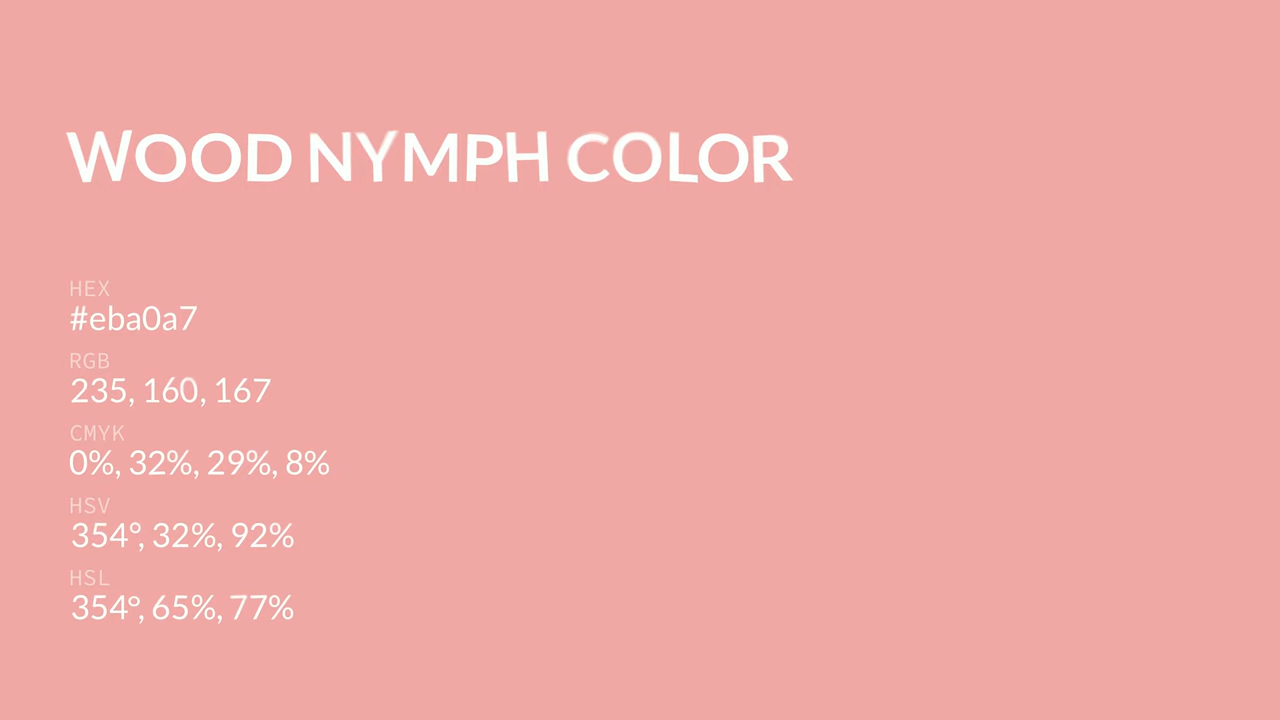 WOOD NYMPH COLOR
HEX
#eba0a7
RGB
235, 160, 167
CMYK
0%, 32%, 29%, 8%
HSV
354°, 32%, 92%
HSL
354°, 65%, 77%